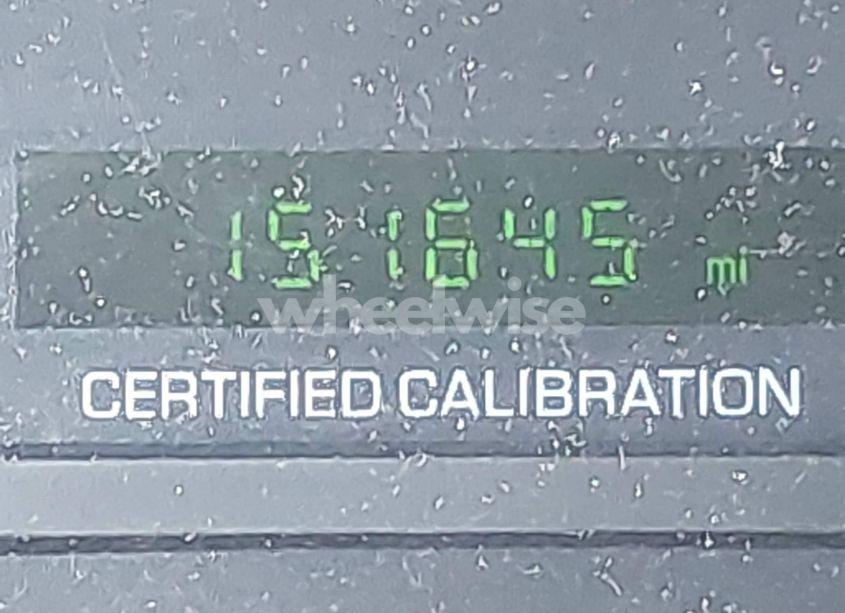 151645 mi
wheelwise
CERTIFIED CALIBRATION